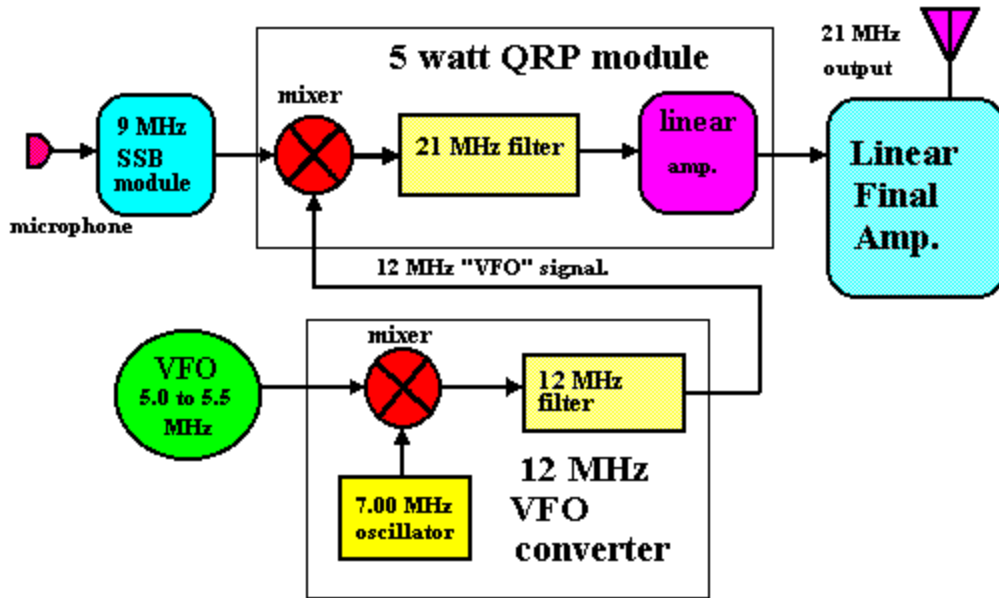 5 watt QRP module
21 MHz
output
mixer
9 MHz
SSB
module
21 MHz filter
linear
amp.
Linear
Final
Amp.
microphone
12 MHz "VFO" signal.
mixer
VFO
5.0 to 5.5
MHz
12 MHz
filter
7.00 MHz
oscillator
12 MHz
VFO
converter